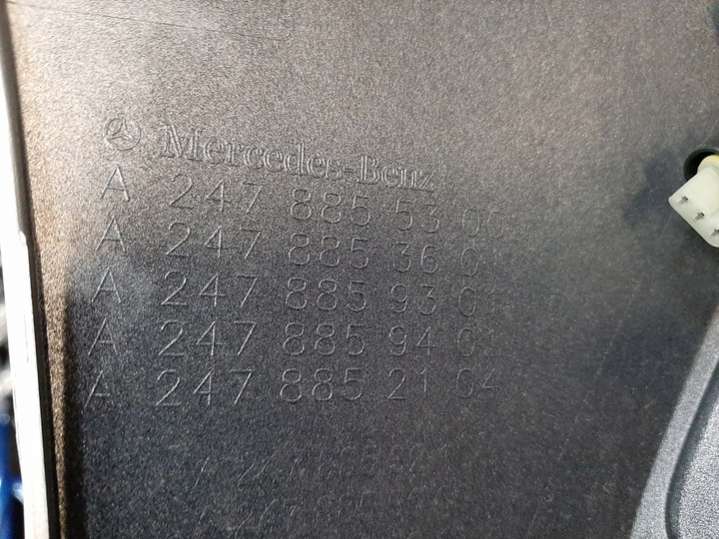 Mercedes-Benz
A 247 885 53 00
A 247 885 36 0
A 247 885 93 0
A 247 885 94 0
A 247 885 21 04